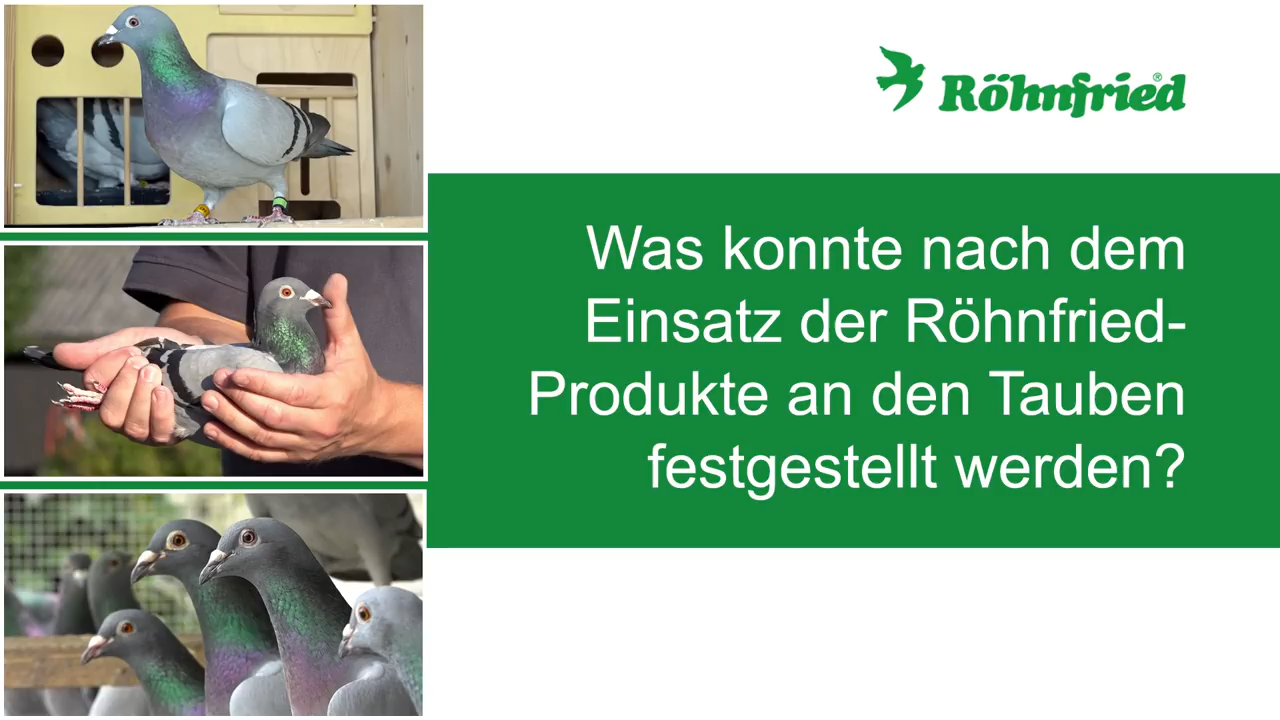 Röhnfried®
Was konnte nach dem
Einsatz der Röhnfried-
Produkte an den Tauben
festgestellt werden?